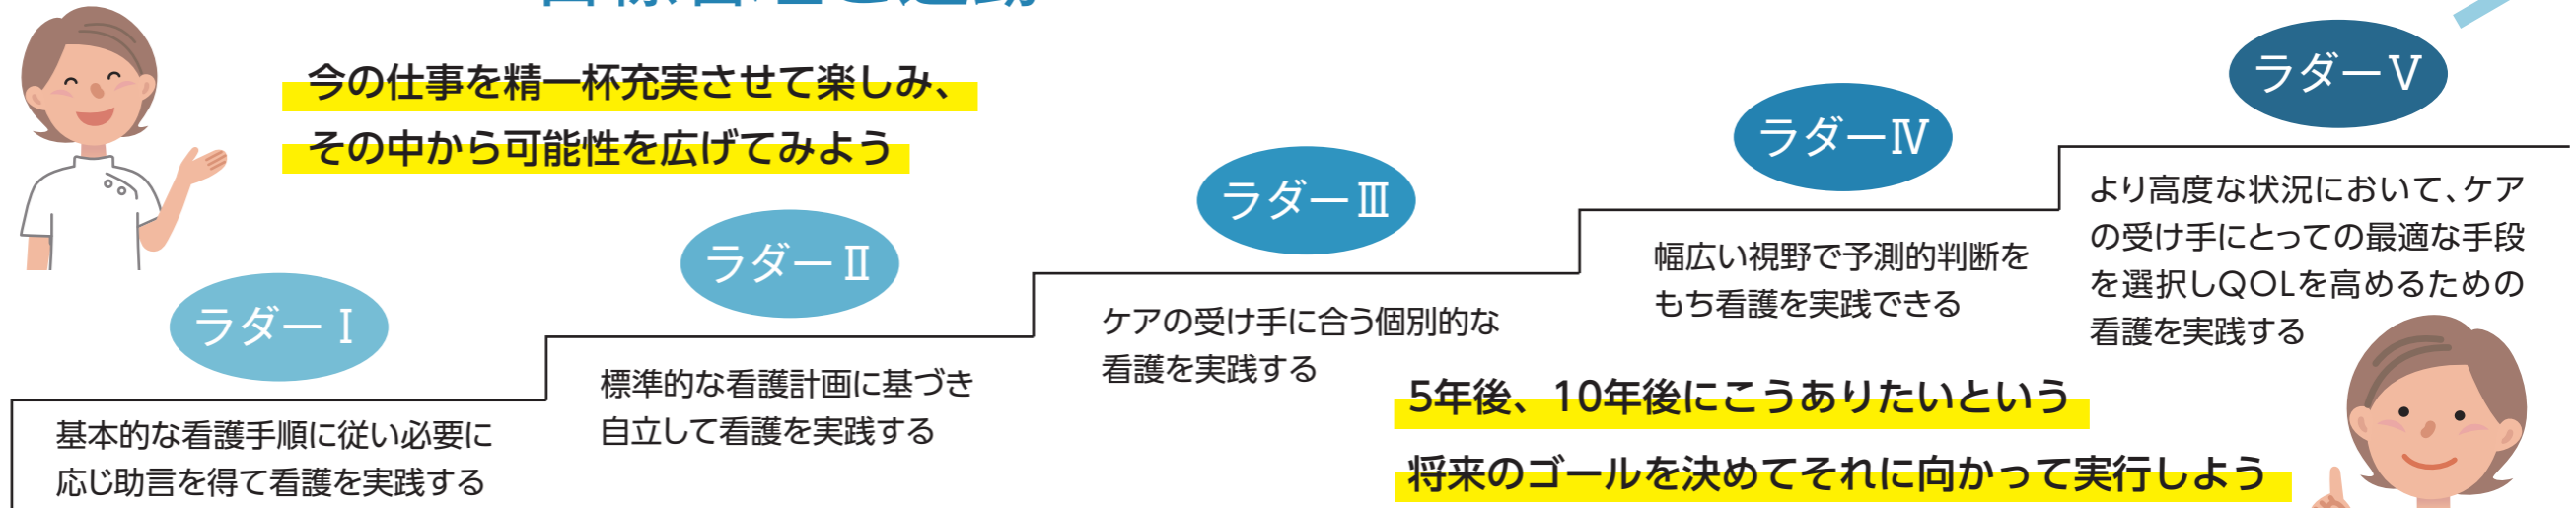 今の仕事を精一杯充実させて楽しみ、
その中から可能性を広げてみよう
ラダーⅠ
基本的な看護手順に従い必要に
応じ助言を得て看護を実践する
ラダーⅡ
標準的な看護計画に基づき
自立して看護を実践する
ラダーⅢ
ケアの受け手に合う個別的な
看護を実践する
ラダーⅣ
幅広い視野で予測的判断を
もち看護を実践できる
ラダーⅤ
より高度な状況において、ケア
の受け手にとっての最適な手段
を選択しQOLを高めるための
看護を実践する
5年後、10年後にこうありたいという
将来のゴールを決めてそれに向かって実行しよう